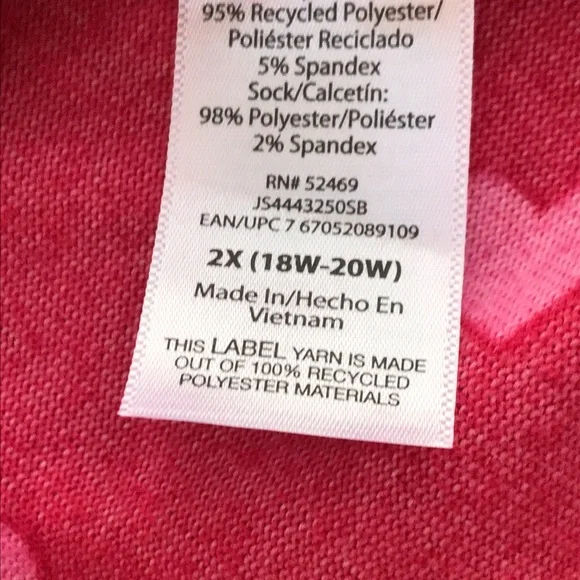 95% Recycled Polyester/
Poliéster Reciclado
5% Spandex
Sock/Calcetín:
98% Polyester/Poliéster
2% Spandex
RN# 52469
JS4443250SB
EAN/UPC 7 67052089109
2X (18W-20W)
Made In/Hecho En
Vietnam
THIS LABEL YARN IS MADE
OUT OF 100% RECYCLED
POLYESTER MATERIALS